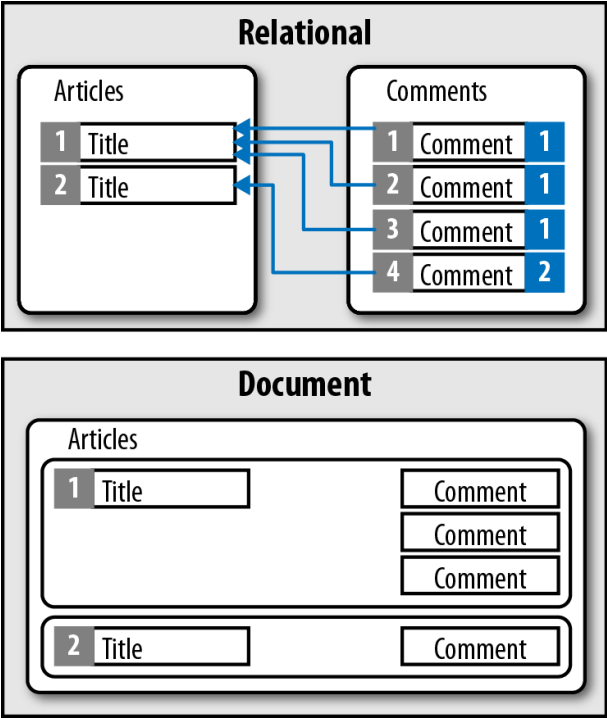 Relational
Articles
Comments
1 Title
2 Title
1 Comment 1
2 Comment 1
3 Comment 1
4 Comment 2
Document
Articles
1 Title
Comment
Comment
Comment
2 Title
Comment